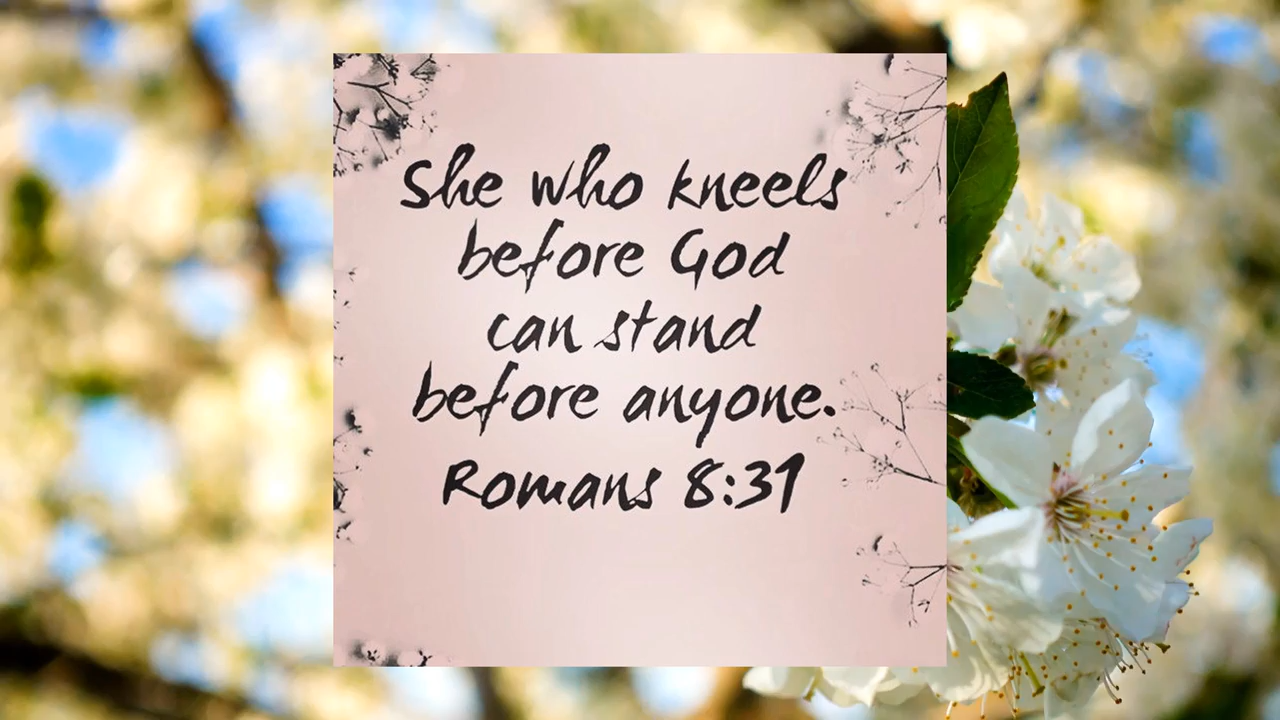 She who kneels
before God
can stand
before anyone.
Romans 8:31